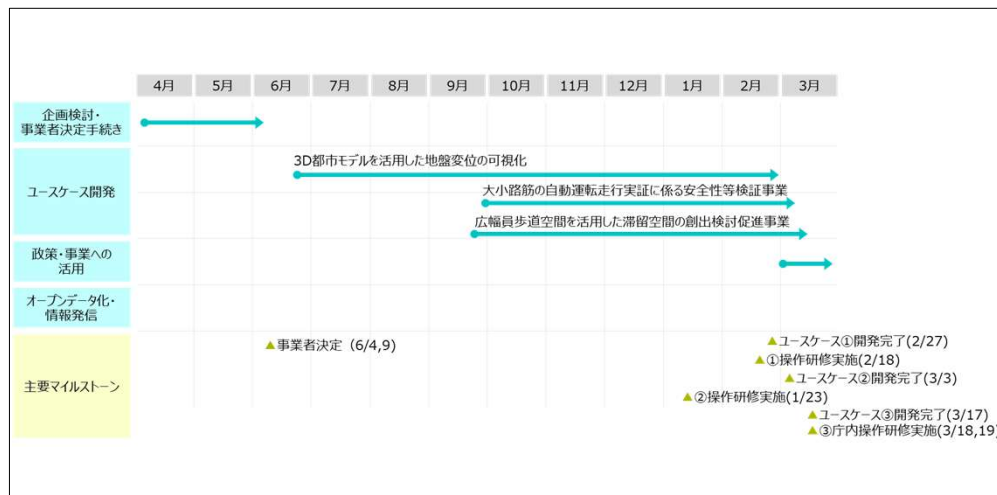 4月 5月 6月 7月 8月 9月 10月 11月 12月 1月 2月 3月
企画検討・
事業者決定手続き
3D都市モデルを活用した地盤変位の可視化
ユースケース開発
大小路筋の自動運転走行実証に係る安全性等検証事業
広幅員歩道空間を活用した滞留空間の創出検討促進事業
政策・事業への
活用
オープンデータ化・
情報発信
主要マイルストーン
▲事業者決定（6/4,9）
▲ユースケース①開発完了(2/27)
▲①操作研修実施(2/18)
▲ユースケース②開発完了(3/3)
▲②操作研修実施(1/23)
▲ユースケース③開発完了(3/17)
▲③庁内操作研修実施(3/18,19)